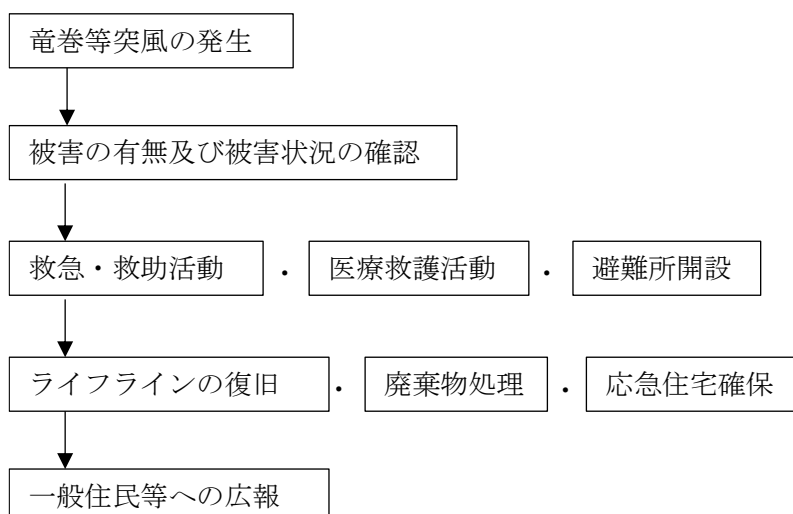 竜巻等突風の発生
被害の有無及び被害状況の確認
救急・救助活動 ・ 医療救護活動 ・ 避難所開設
ライフラインの復旧 ・ 廃棄物処理 ・ 応急住宅確保
一般住民等への広報